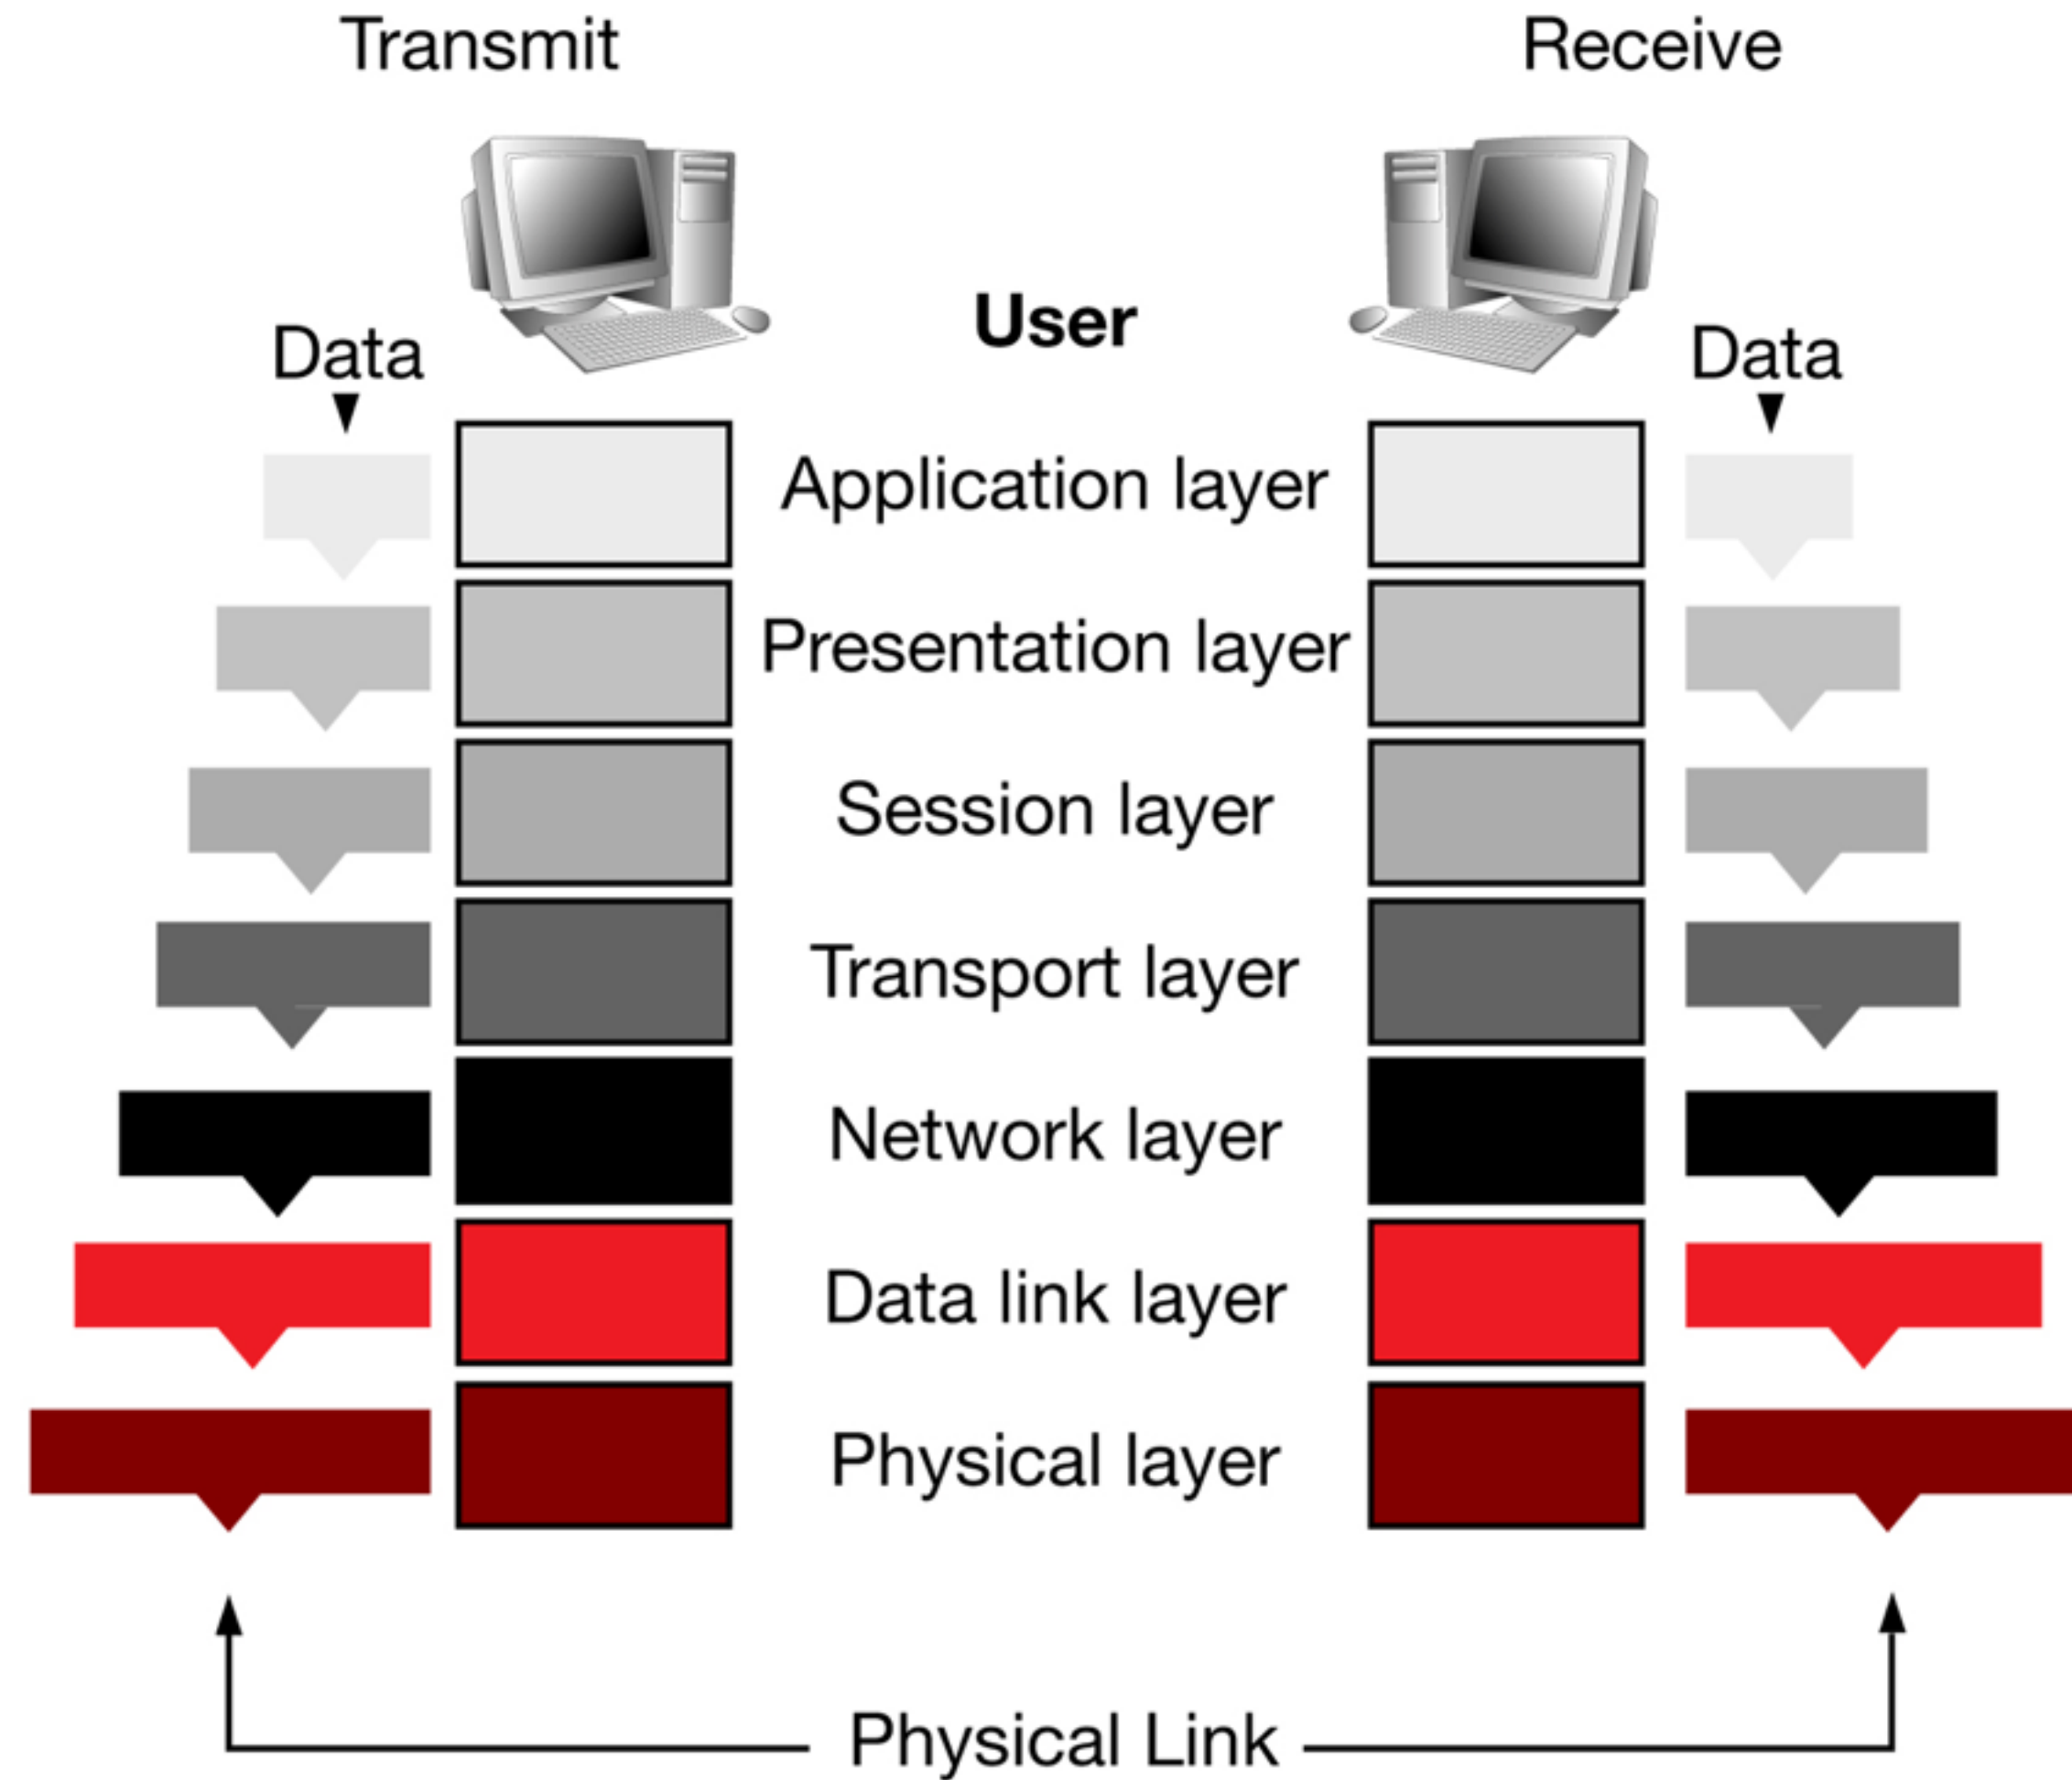 Transmit
Receive
User
Data
Data
Application layer
Presentation layer
Session layer
Transport layer
Network layer
Data link layer
Physical layer
Physical Link